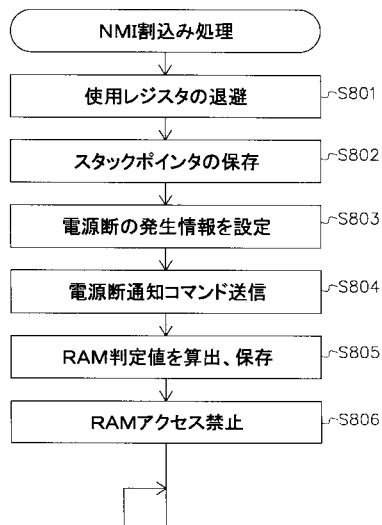 NMI割込み処理
使用レジスタの退避
S801
スタックポインタの保存
S802
電源断の発生情報を設定
S803
電源断通知コマンド送信
S804
RAM判定値を算出、保存
S805
RAMアクセス禁止
S806